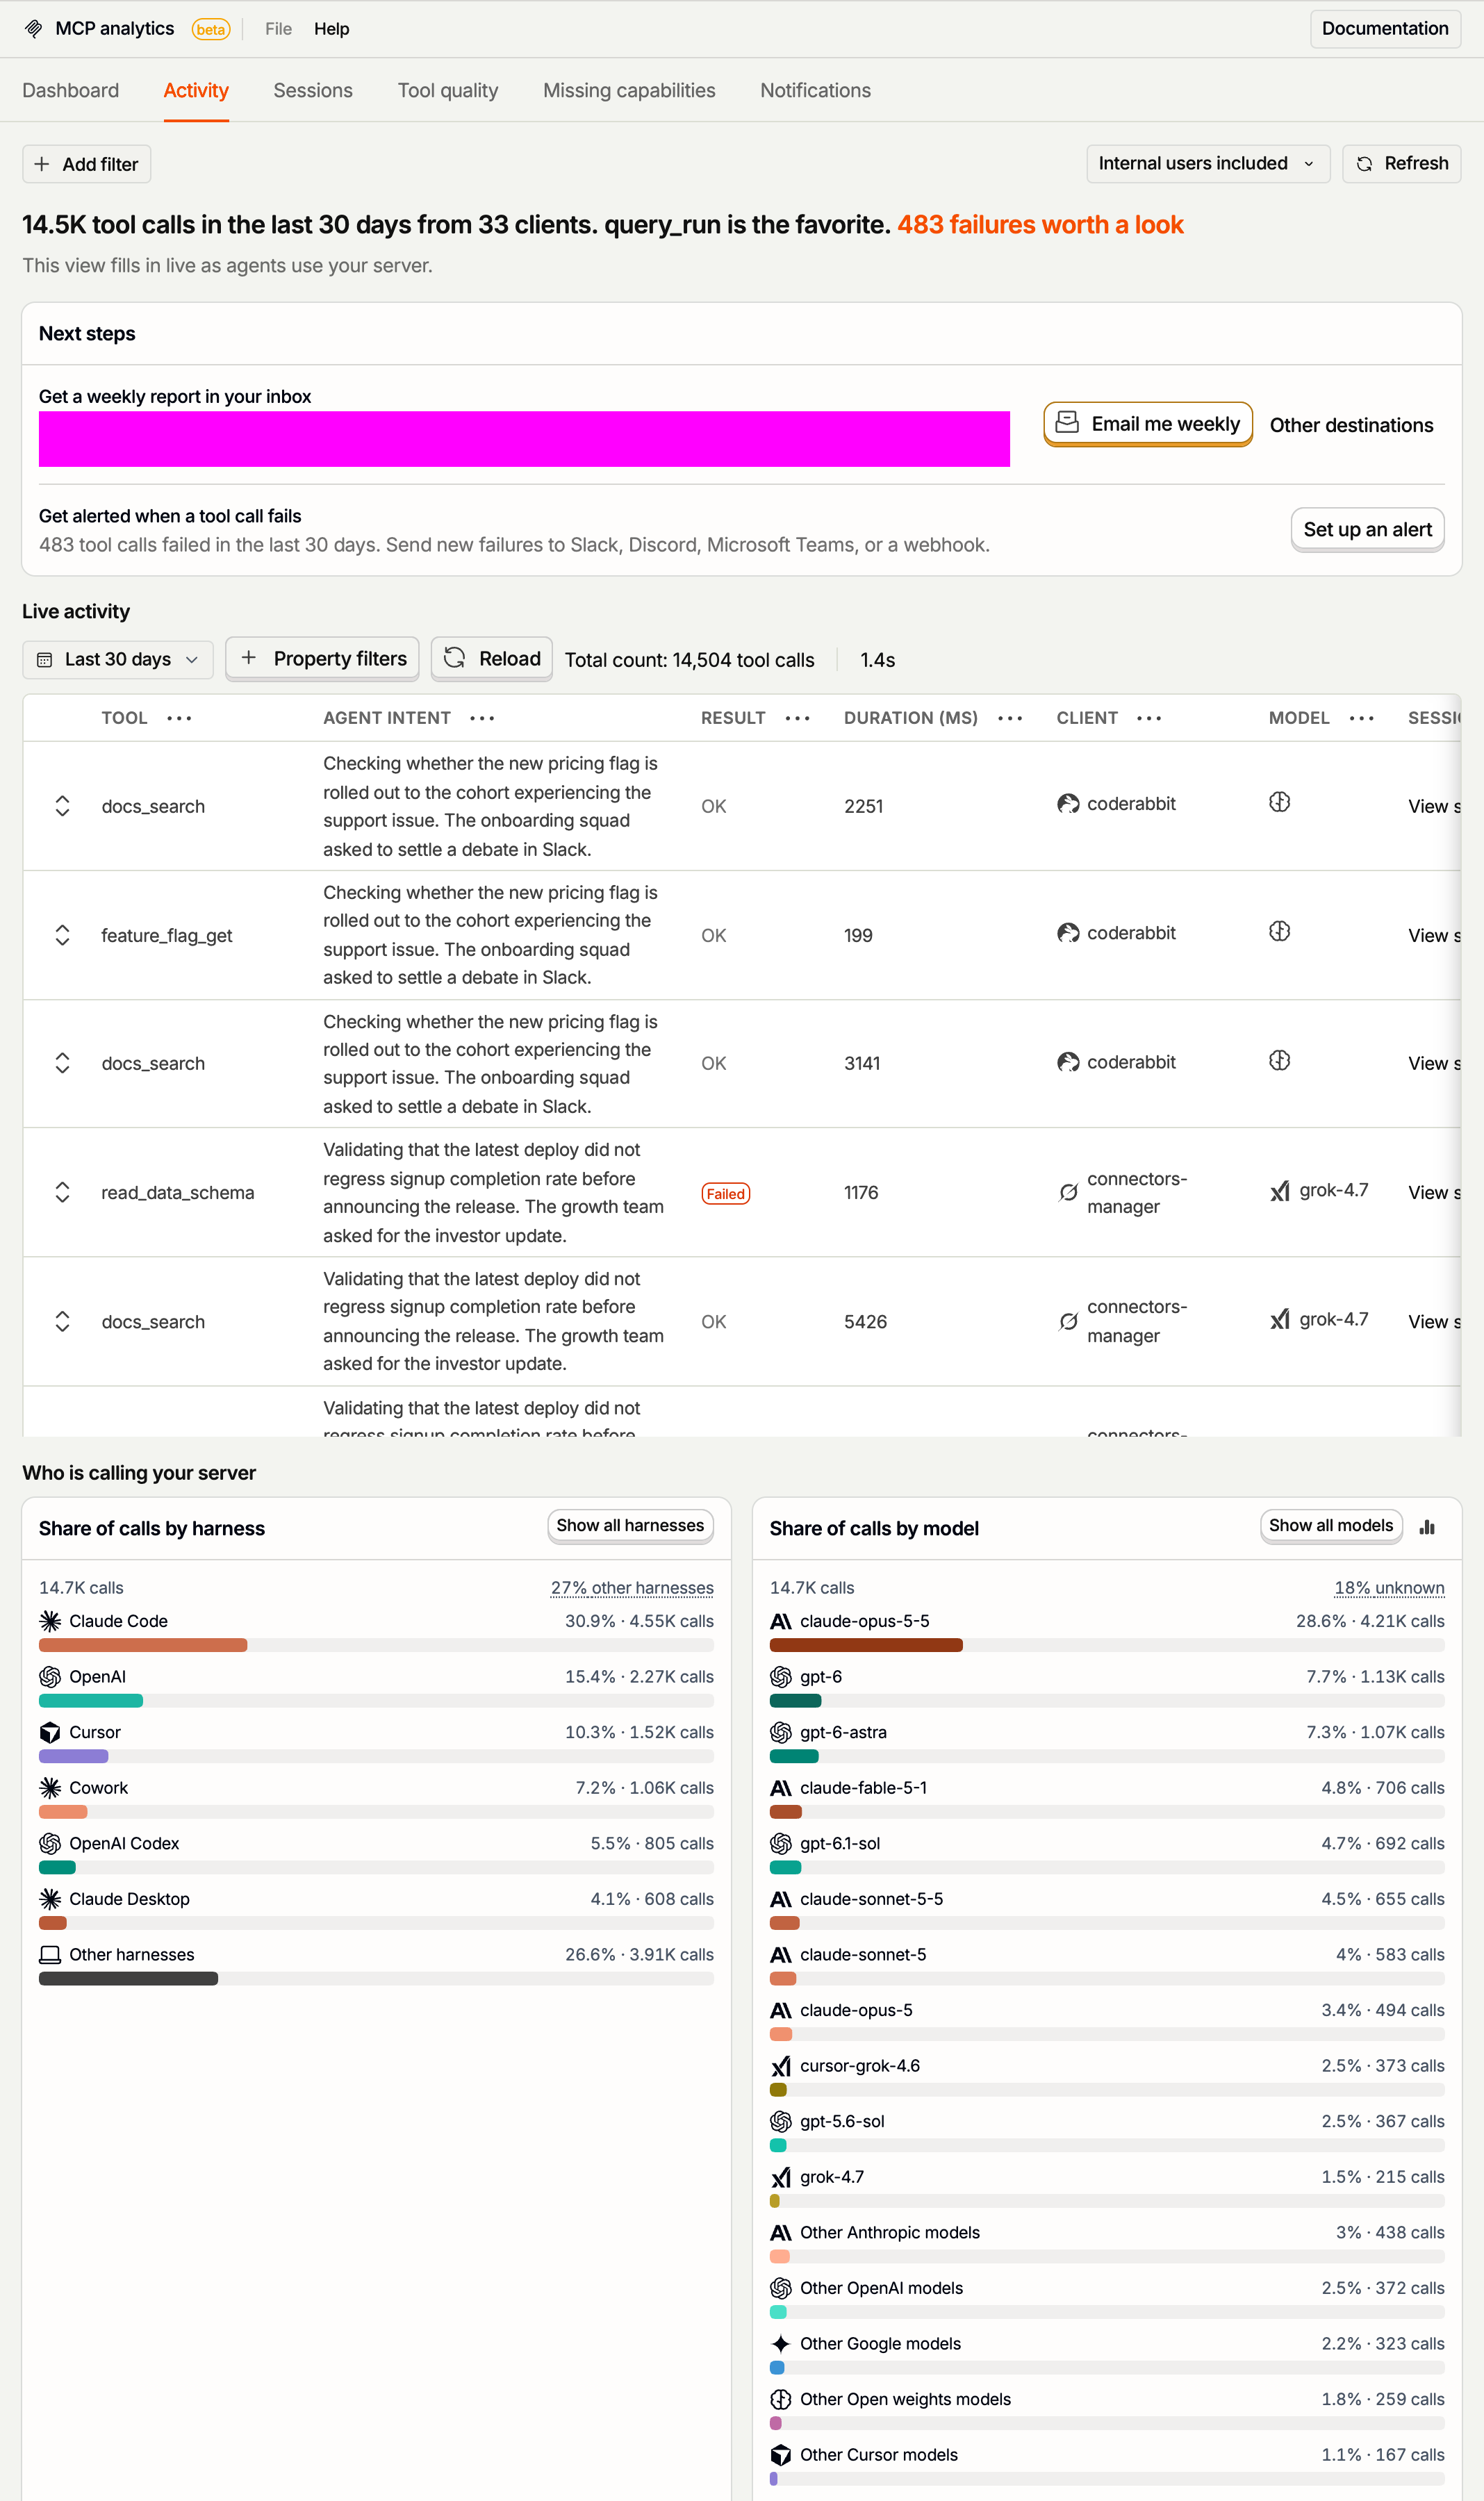 MCP analytics beta File Help Documentation
Dashboard Activity Sessions Tool quality Missing capabilities Notifications
Add filter Internal users included Refresh
14.5K tool calls in the last 30 days from 33 clients. query_run is the favorite. 483 failures worth a look
This view fills in live as agents use your server.
Next steps
Get a weekly report in your inbox
Email me weekly Other destinations
Get alerted when a tool call fails
483 tool calls failed in the last 30 days. Send new failures to Slack, Discord, Microsoft Teams, or a webhook.
Set up an alert
Live activity
Last 30 days Property filters Reload Total count: 14,504 tool calls 1.4s
TOOL AGENT INTENT RESULT DURATION (MS) CLIENT MODEL
Checking whether the new pricing flag is
rolled out to the cohort experiencing the
docs_search support issue. The onboarding squad OK 2251 coderabbit View
asked to settle a debate in Slack.
Checking whether the new pricing flag is
rolled out to the cohort experiencing the
feature_flag_get support issue. The onboarding squad OK 199 coderabbit View
asked to settle a debate in Slack.
Checking whether the new pricing flag is
rolled out to the cohort experiencing the
docs_search support issue. The onboarding squad OK 3141 coderabbit View
asked to settle a debate in Slack.
Validating that the latest deploy did not
regress signup completion rate before
read_data_schema announcing the release. The growth team Failed 1176 connectors-manager grok-4.7 View
asked for the investor update.
Validating that the latest deploy did not
regress signup completion rate before
docs_search announcing the release. The growth team OK 5426 connectors-manager grok-4.7 View
asked for the investor update.
Validating that the latest deploy did not
regress signup completion rate before connectors-
Who is calling your server
Share of calls by harness Show all harnesses
14.7K calls 27% other harnesses
Claude Code 30.9% · 4.55K calls
OpenAI 15.4% · 2.27K calls
Cursor 10.3% · 1.52K calls
Cowork 7.2% · 1.06K calls
OpenAI Codex 5.5% · 805 calls
Claude Desktop 4.1% · 608 calls
Other harnesses 26.6% · 3.91K calls
Share of calls by model Show all models
14.7K calls 18% unknown
claude-opus-5-5 28.6% · 4.21K calls
gpt-6 7.7% · 1.13K calls
gpt-6-astra 7.3% · 1.07K calls
claude-fable-5-1 4.8% · 706 calls
gpt-6.1-sol 4.7% · 692 calls
claude-sonnet-5-5 4.5% · 655 calls
claude-sonnet-5 4% · 583 calls
claude-opus-5 3.4% · 494 calls
cursor-grok-4.6 2.5% · 373 calls
gpt-5.6-sol 2.5% · 367 calls
grok-4.7 1.5% · 215 calls
Other Anthropic models 3% · 438 calls
Other OpenAI models 2.5% · 372 calls
Other Google models 2.2% · 323 calls
Other Open weights models 1.8% · 259 calls
Other Cursor models 1.1% · 167 calls